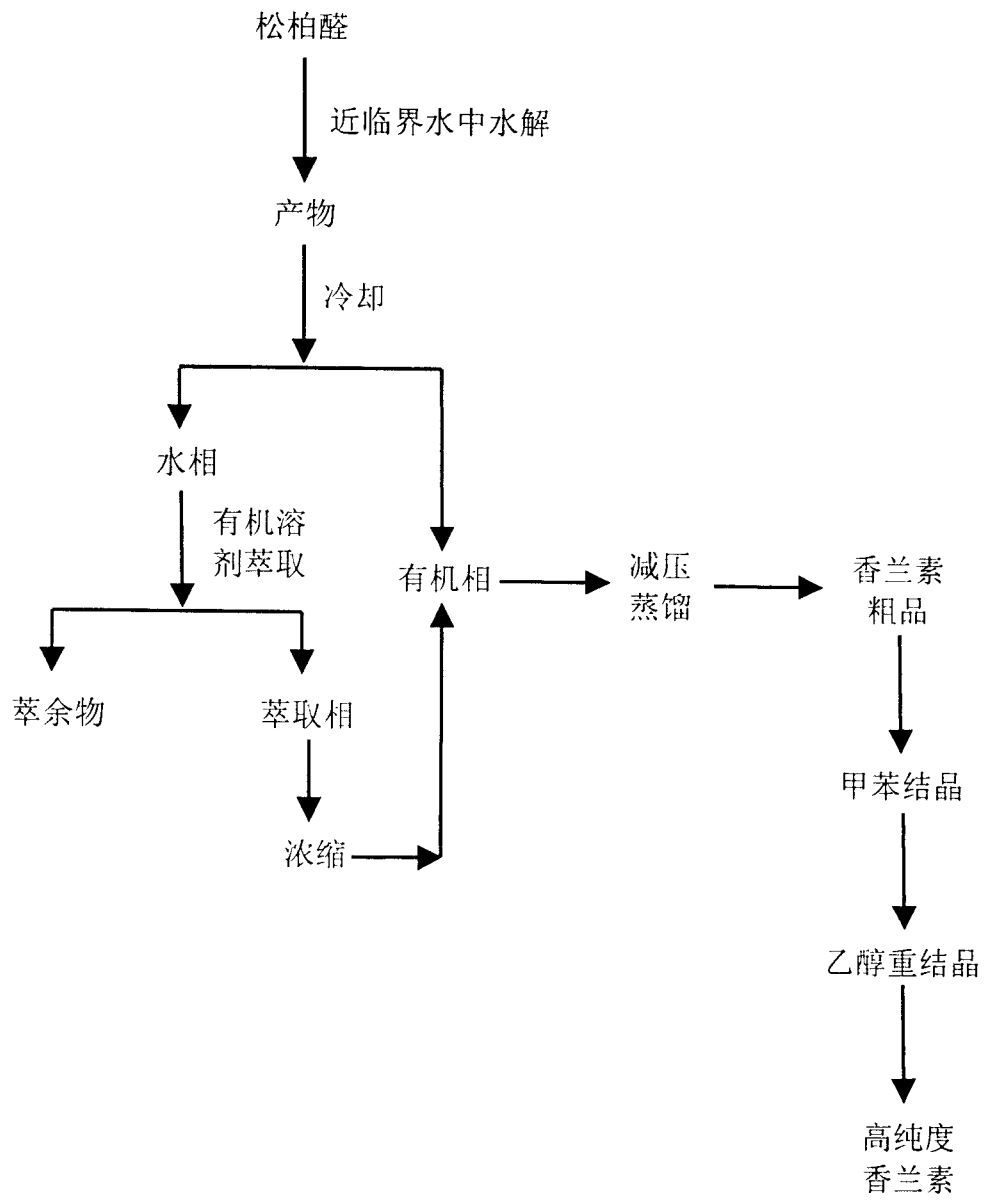 松柏醛
近临界水中水解
产物
冷却
水相
有机溶
剂萃取
有机相
减压
蒸馏
香兰素
粗品
萃余物
萃取相
甲苯结晶
浓缩
乙醇重结晶
高纯度
香兰素